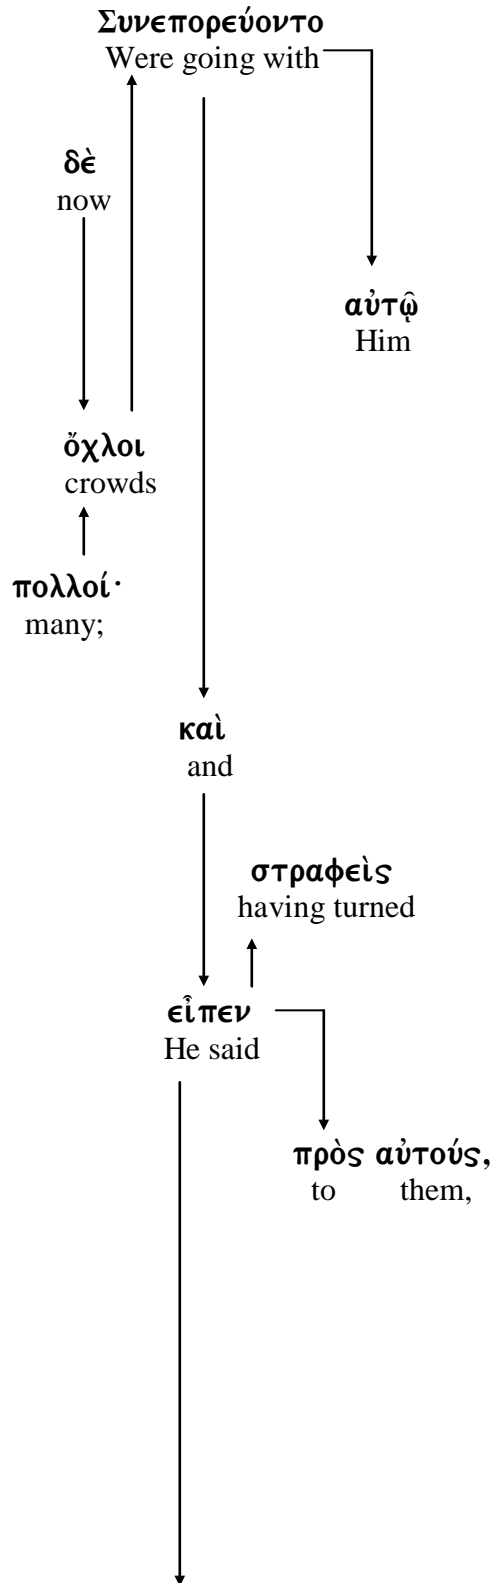 Συνεπορεύοντο
Were going with
δὲ
now
αὐτῷ
Him
ὄχλοι
crowds
πολλοί·
many;
καὶ
and
στραφεὶς
having turned
εἶπεν
He said
πρὸς αὐτούς,
to them,